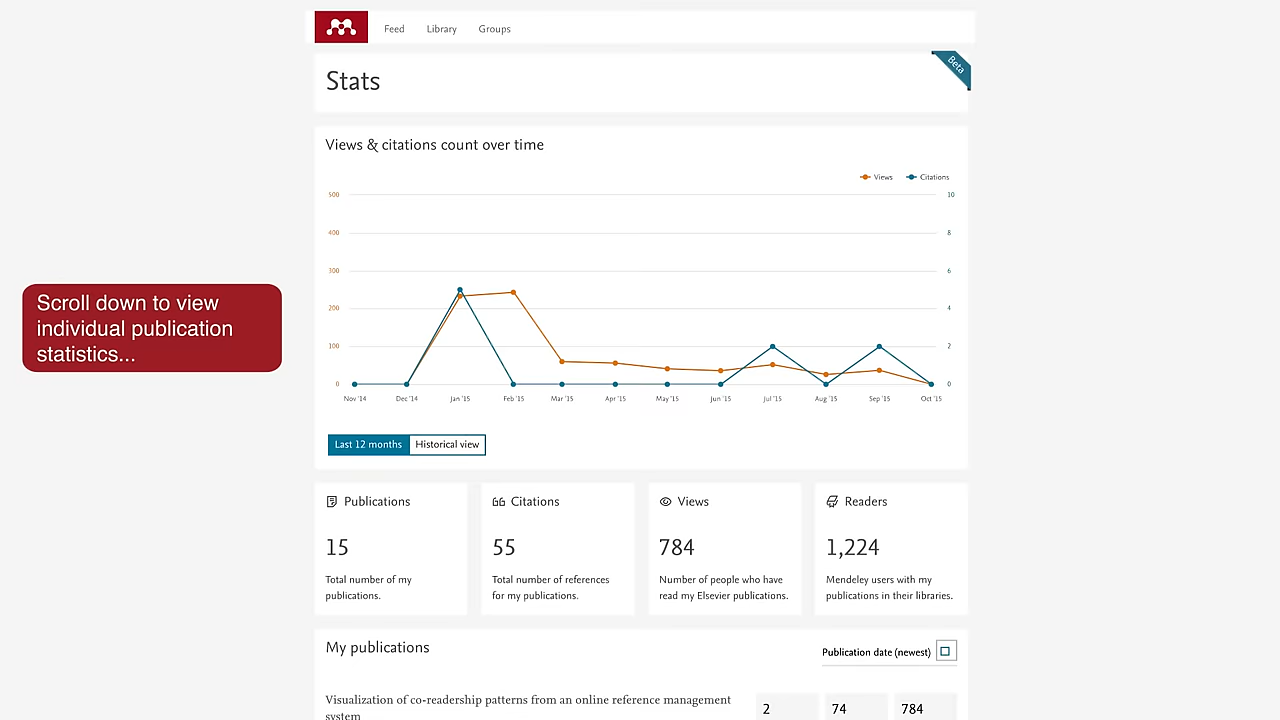 Feed Library Groups
Beta
Stats
Views & citations count over time
Views Citations
500 10
400 8
300 6
200 4
100 2
0 0
Nov '14 Dec '14 Jan '15 Feb '15 Mar '15 Apr '15 May '15 Jun '15 Jul '15 Aug '15 Sep '15 Oct '15
Scroll down to view
individual publication
statistics...
Last 12 months Historical view
Publications Citations Views Readers
15 55 784 1,224
Total number of my Total number of references Number of people who have Mendeley users with my
publications. for my publications. read my Elsevier publications. publications in their libraries.
My publications
Publication date (newest)
Visualization of co-readership patterns from an online reference management
system
2 74 784